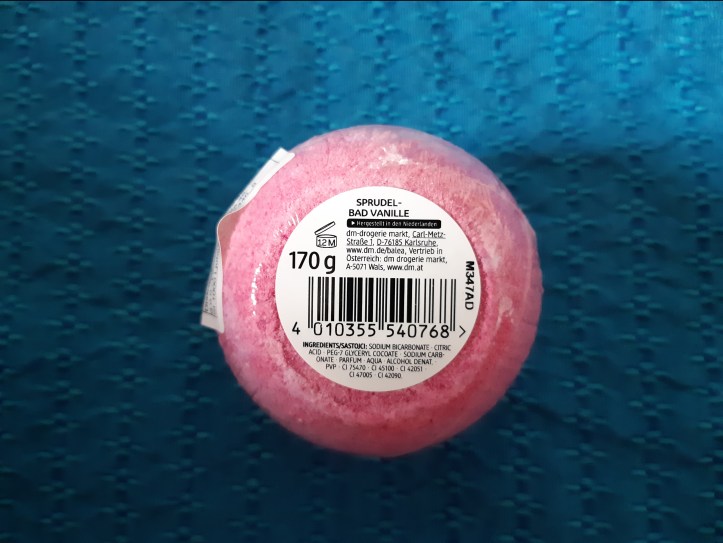 SPRUDEL-
BAD VANILLE
▶ Hergestellt in den Niederlanden
dm-drogerie markt, Carl-Metz-
Straße 1, D-76185 Karlsruhe,
www.dm.de/balea, Vertrieb in
Österreich: dm drogerie markt,
A-5071 Wals, www.dm.at
12 M
170 g
M347AD
4 010355 540768 >
INGREDIENTS/SASTOJCI: SODIUM BICARBONATE · CITRIC
ACID · PEG-7 GLYCERYL COCOATE · SODIUM CARB-
ONATE · PARFUM · AQUA · ALCOHOL DENAT. ·
PVP · CI 75470 · CI 45100 · CI 42051 ·
CI 47005 · CI 42090.